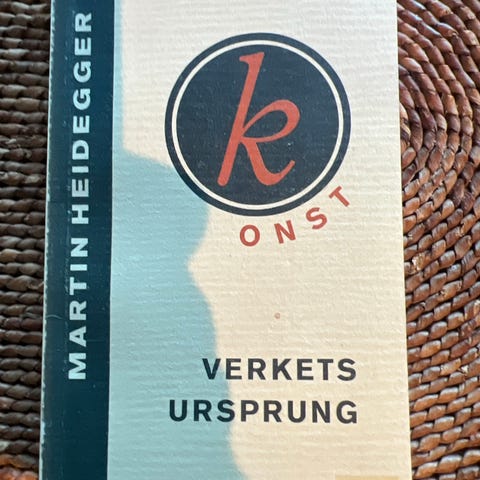 MARTIN HEIDEGGER
k
ONST
VERKETS
URSPRUNG